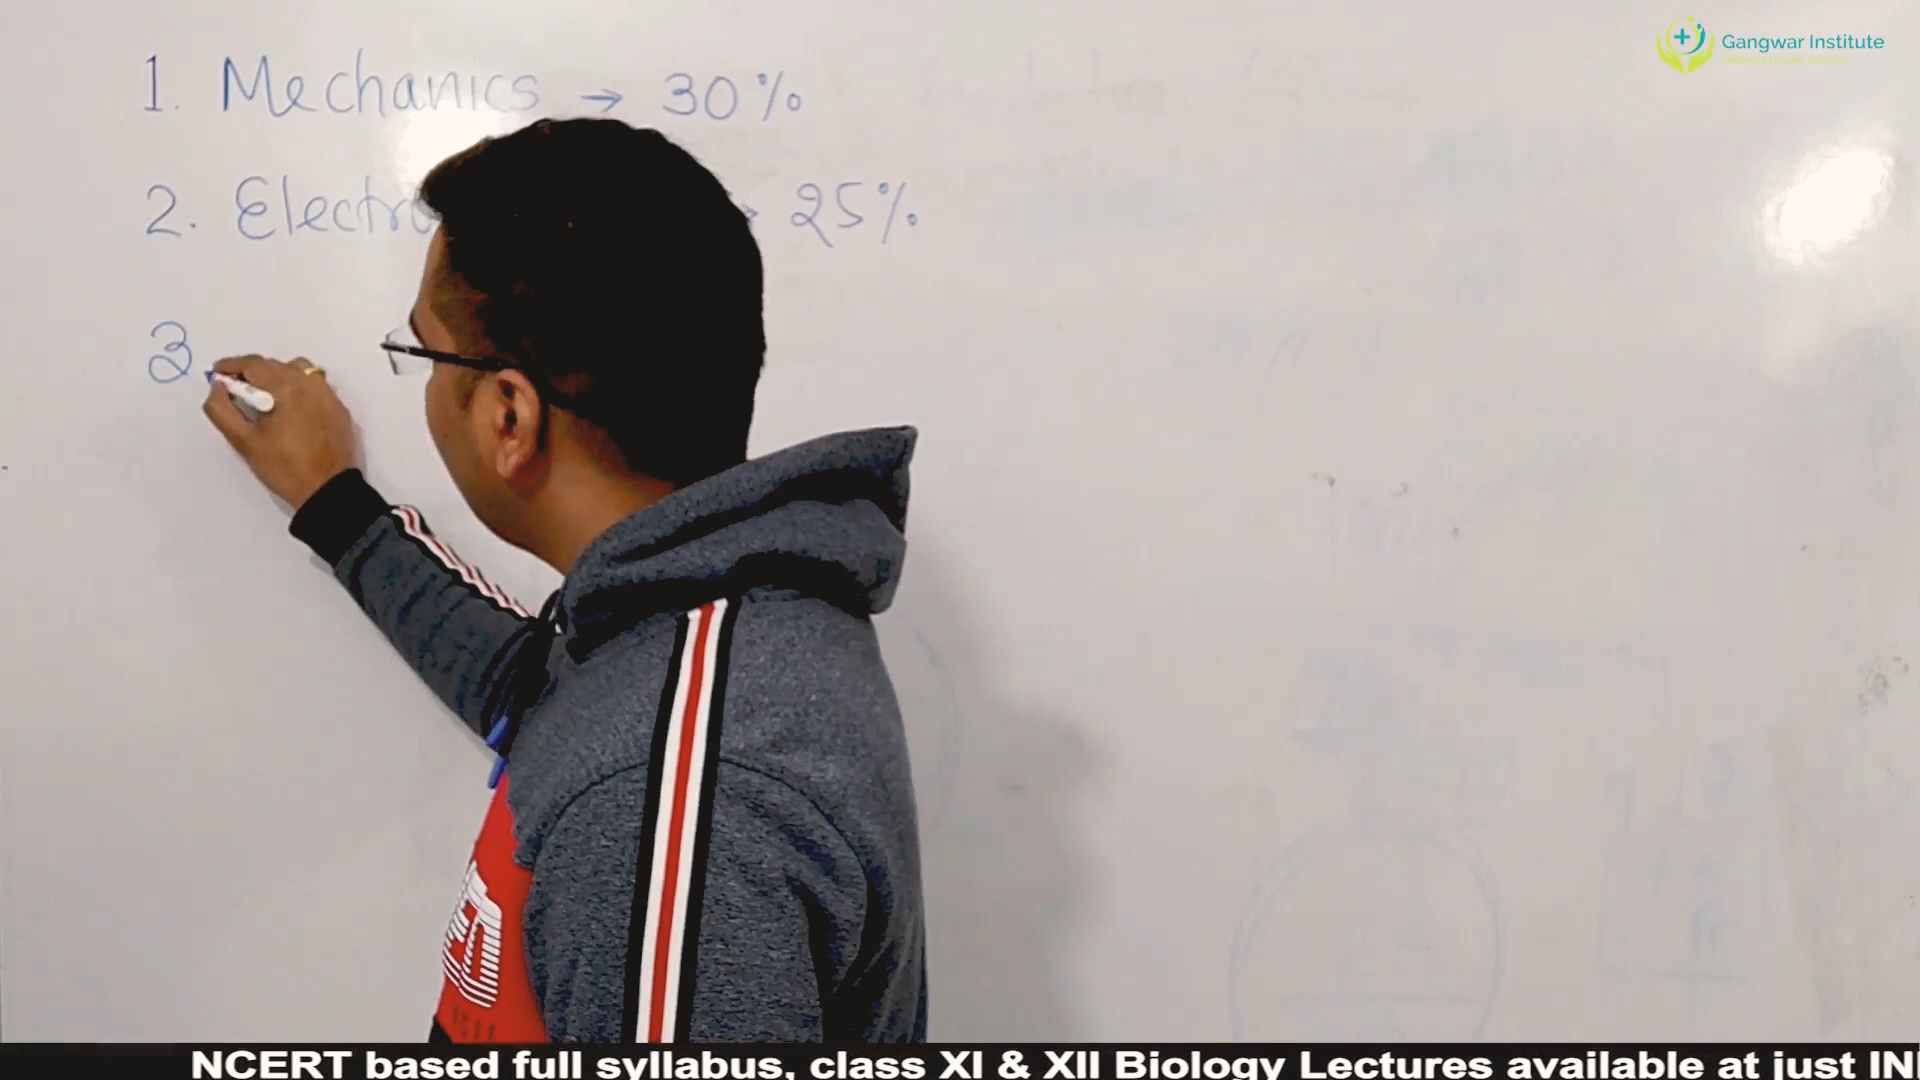 Gangwar Institute
1. Mechanics → 30%
2. Electro → 25%
3.
NCERT based full syllabus, class XI & XII Biology Lectures available at just IN